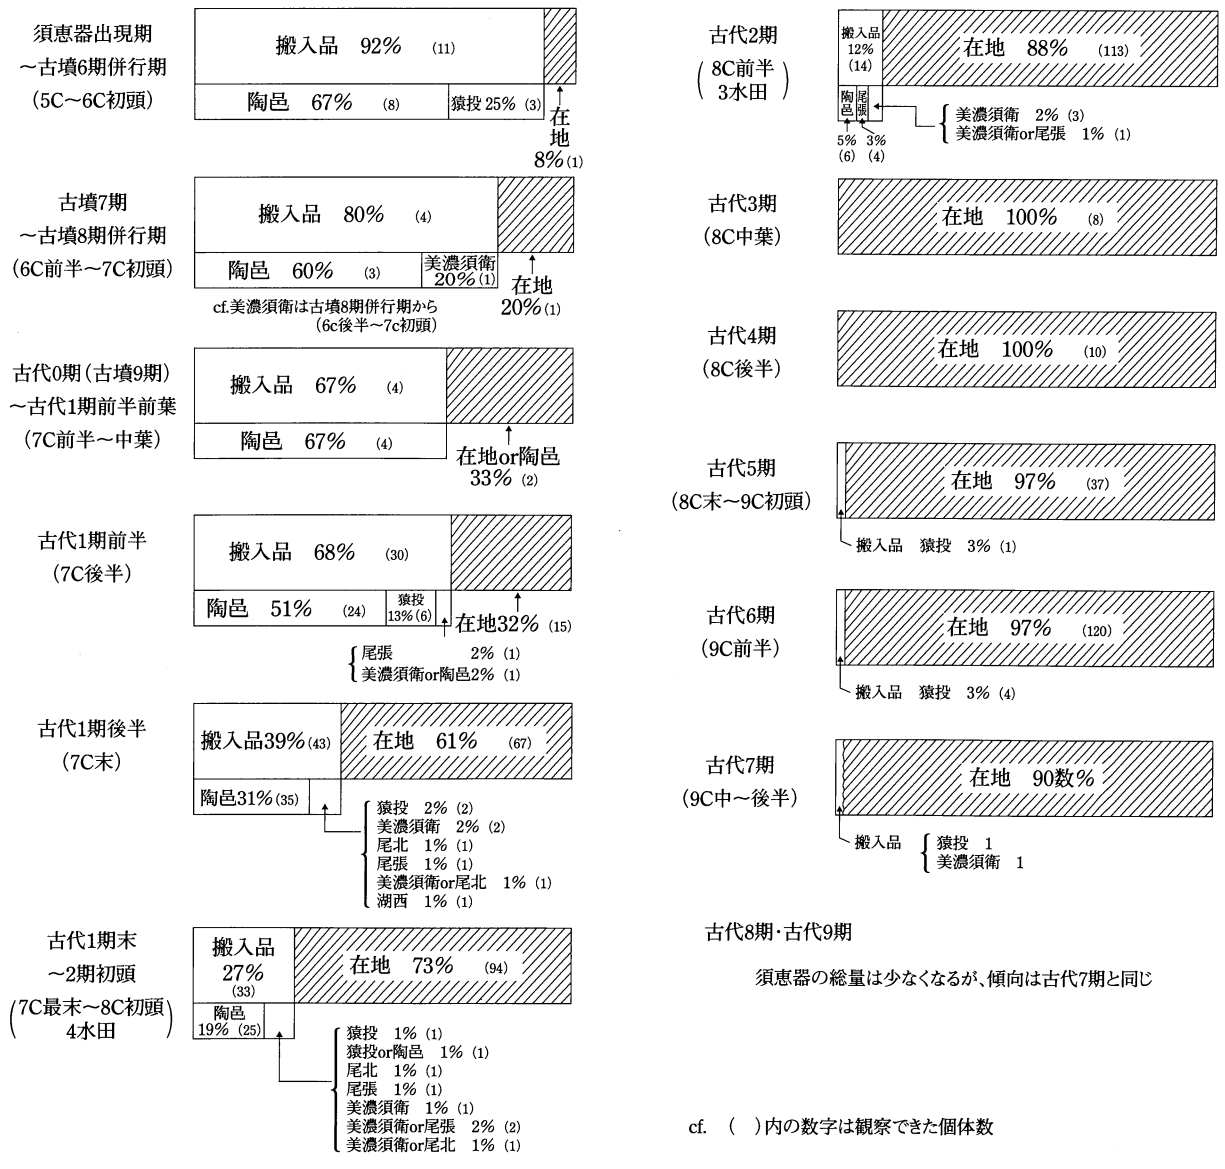 須恵器出現期
～古墳6期併行期
(5C～6C初頭)
搬入品 92% (11)
陶邑 67% (8)
猿投25% (3)
在地
8%(1)
古墳7期
～古墳8期併行期
(6C前半～7C初頭)
搬入品 80% (4)
陶邑 60% (3)
美濃須衛
20%(1)
在地
20%(1)
cf.美濃須衛は古墳8期併行期から
(6c後半～7c初頭)
古代0期(古墳9期)
～古代1期前半前葉
(7C前半～中葉)
搬入品 67% (4)
陶邑 67% (4)
在地or陶邑
33% (2)
古代1期前半
(7C後半)
搬入品 68% (30)
陶邑 51% (24)
猿投
13%(6)
在地32% (15)
尾張 2% (1)
美濃須衛or陶邑2% (1)
古代1期後半
(7C末)
搬入品39%(43)
在地 61% (67)
陶邑31%(35)
猿投 2% (2)
美濃須衛 2% (2)
尾北 1% (1)
尾張 1% (1)
美濃須衛or尾北 1% (1)
湖西 1% (1)
古代1期末
～2期初頭
(7C最末～8C初頭
4水田)
搬入品
27%
(33)
在地 73% (94)
陶邑
19% (25)
猿投 1% (1)
猿投or陶邑 1% (1)
尾北 1% (1)
尾張 1% (1)
美濃須衛 1% (1)
美濃須衛or尾張 2% (2)
美濃須衛or尾北 1% (1)
古代2期
(8C前半
3水田)
搬入品
12%
(14)
在地 88% (113)
陶邑
尾張
5%
(6)
3%
(4)
美濃須衛 2% (3)
美濃須衛or尾張 1% (1)
古代3期
(8C中葉)
在地 100% (8)
古代4期
(8C後半)
在地 100% (10)
古代5期
(8C末～9C初頭)
在地 97% (37)
搬入品 猿投 3% (1)
古代6期
(9C前半)
在地 97% (120)
搬入品 猿投 3% (4)
古代7期
(9C中～後半)
在地 90数%
搬入品
猿投 1
美濃須衛 1
古代8期・古代9期
須恵器の総量は少なくなるが、傾向は古代7期と同じ
cf. ( )内の数字は観察できた個体数